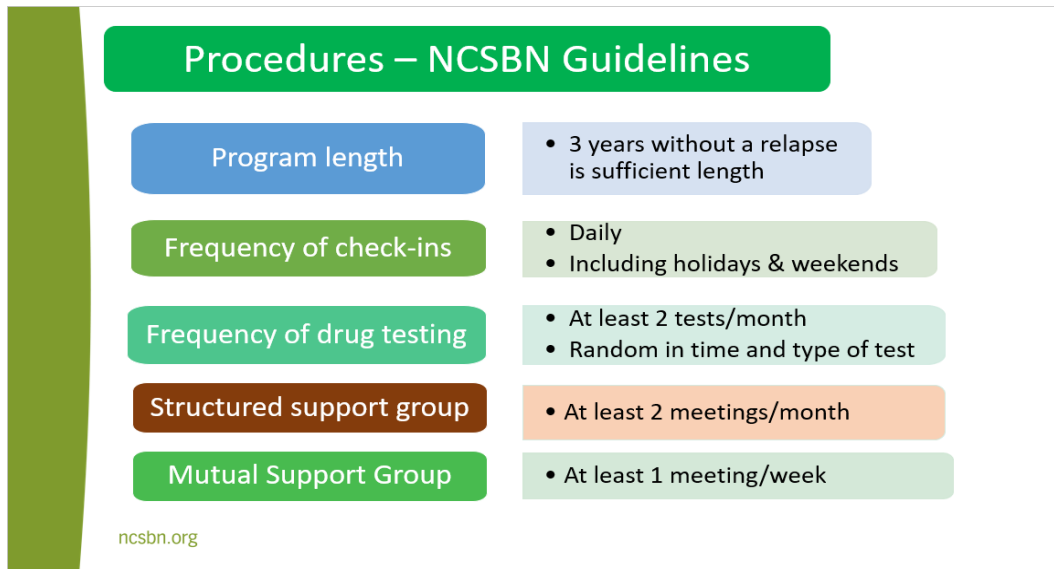 Procedures – NCSBN Guidelines
Program length
• 3 years without a relapse
is sufficient length
Frequency of check-ins
• Daily
• Including holidays & weekends
Frequency of drug testing
• At least 2 tests/month
• Random in time and type of test
Structured support group
• At least 2 meetings/month
Mutual Support Group
• At least 1 meeting/week
ncsbn.org